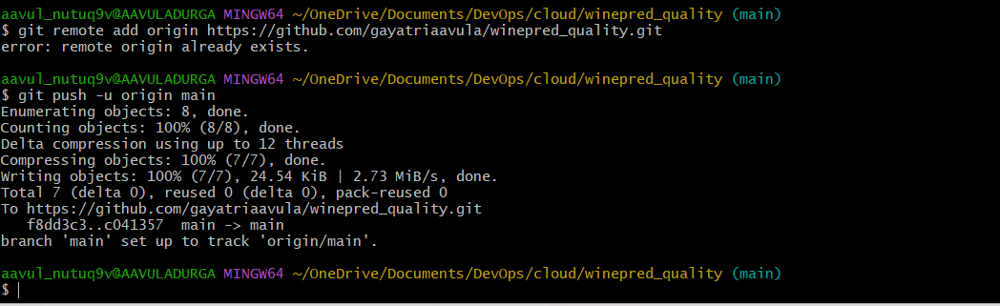 aavul_nutuq9v@AAVULADURGA MINGW64 ~/OneDrive/Documents/DevOps/cloud/winepred_quality (main)
$ git remote add origin https://github.com/gayatriaavula/winepred_quality.git
error: remote origin already exists.
aavul_nutuq9v@AAVULADURGA MINGW64 ~/OneDrive/Documents/DevOps/cloud/winepred_quality (main)
$ git push -u origin main
Enumerating objects: 8, done.
Counting objects: 100% (8/8), done.
Delta compression using up to 12 threads
Compressing objects: 100% (7/7), done.
Writing objects: 100% (7/7), 24.54 KiB | 2.73 MiB/s, done.
Total 7 (delta 0), reused 0 (delta 0), pack-reused 0
To https://github.com/gayatriaavula/winepred_quality.git
   f8dd3c3..c041357  main -> main
branch 'main' set up to track 'origin/main'.
aavul_nutuq9v@AAVULADURGA MINGW64 ~/OneDrive/Documents/DevOps/cloud/winepred_quality (main)
$